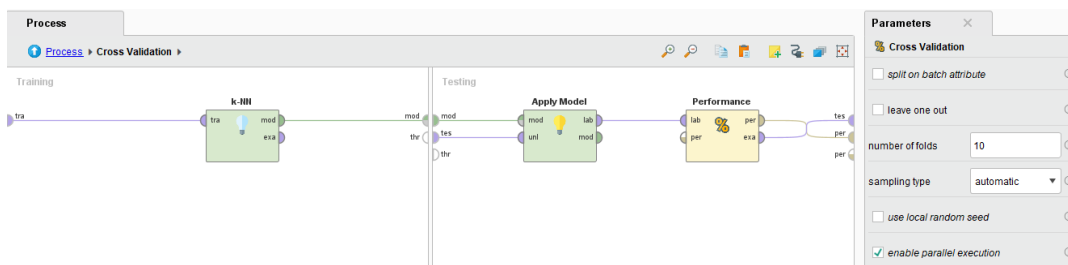 Process
Process ▸ Cross Validation ▸
Training
tra
k-NN
tra
mod
exa
mod
thr
Testing
mod
tes
thr
Apply Model
mod
lab
unl
mod
Performance
lab
per
per
exa
tes
per
per
Parameters
Cross Validation
split on batch attribute
leave one out
number of folds 10
sampling type automatic
use local random seed
enable parallel execution